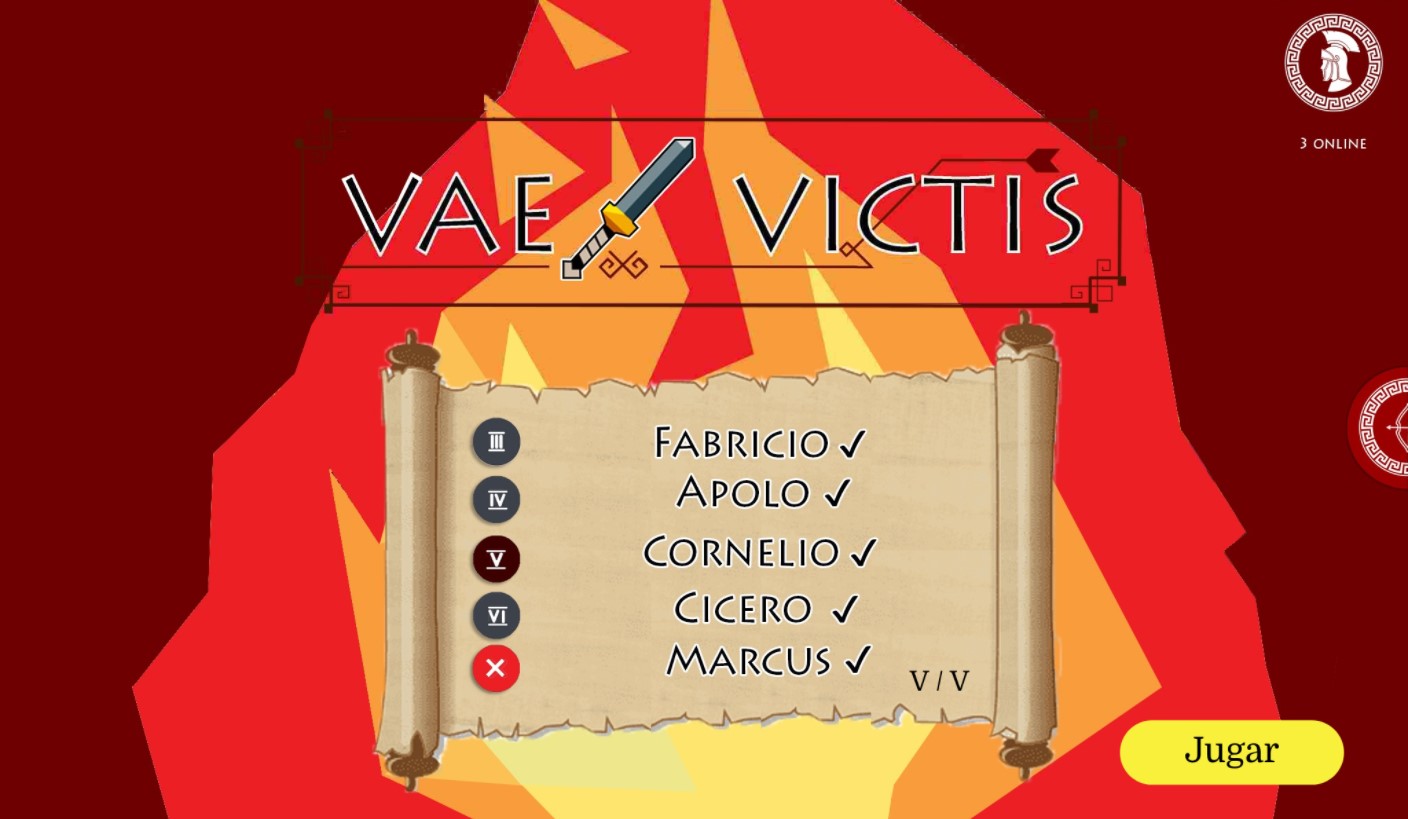 3 ONLINE
VAE VICTIS
III
FABRICIO ✓
IV
APOLO ✓
V
CORNELIO ✓
VI
CICERO ✓
MARCUS ✓
V / V
Jugar